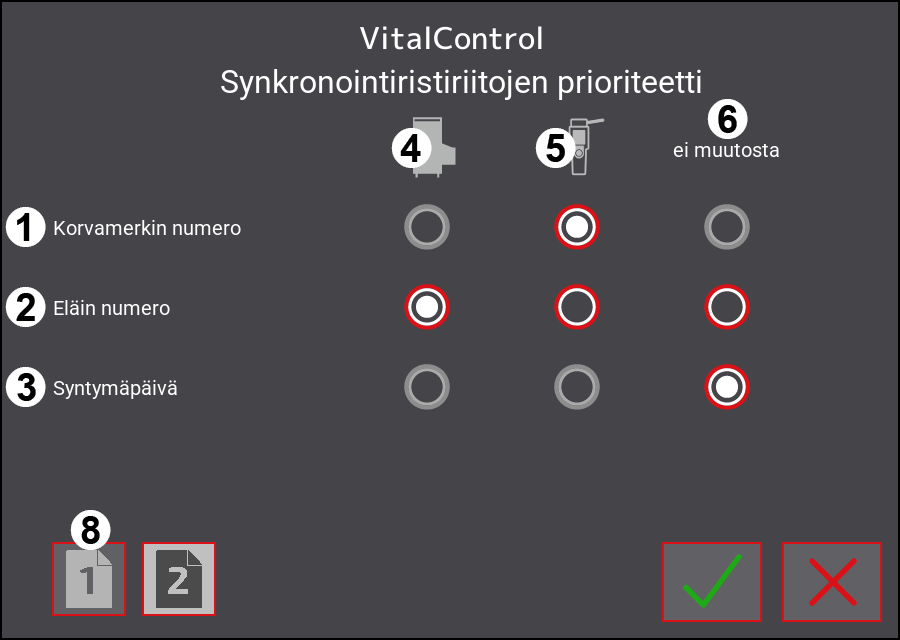 VitalControl
Synkronointiristiriitojen prioriteetti
4 5 6
ei muutosta
1 Korvamerkin numero
2 Eläin numero
3 Syntymäpäivä
8
1 2